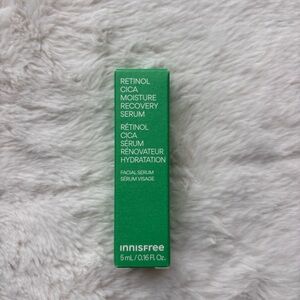 RETINOL
CICA
MOISTURE
RECOVERY
SERUM
RÉTINOL
CICA
SÉRUM
RÉNOVATEUR
HYDRATATION
FACIAL SERUM
SÉRUM VISAGE
INNISFREE
5 mL / 0.16 Fl. Oz.